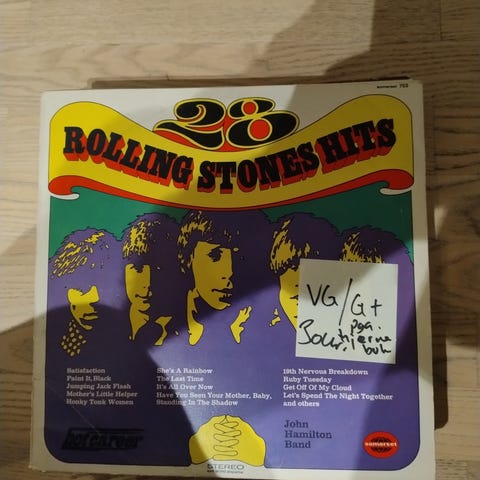 somerset 753
28
ROLLING STONES HITS
VG/G+
pga.
Satisfaction
Paint It, Black
Jumping Jack Flash
Mother's Little Helper
Honky Tonk Women
She's A Rainbow
The Last Time
It's All Over Now
Have You Seen Your Mother, Baby,
Standing In The Shadow
19th Nervous Breakdown
Ruby Tuesday
Get Off Of My Cloud
Let's Spend The Night Together
and others
John
Hamilton
Band
STEREO
somerset